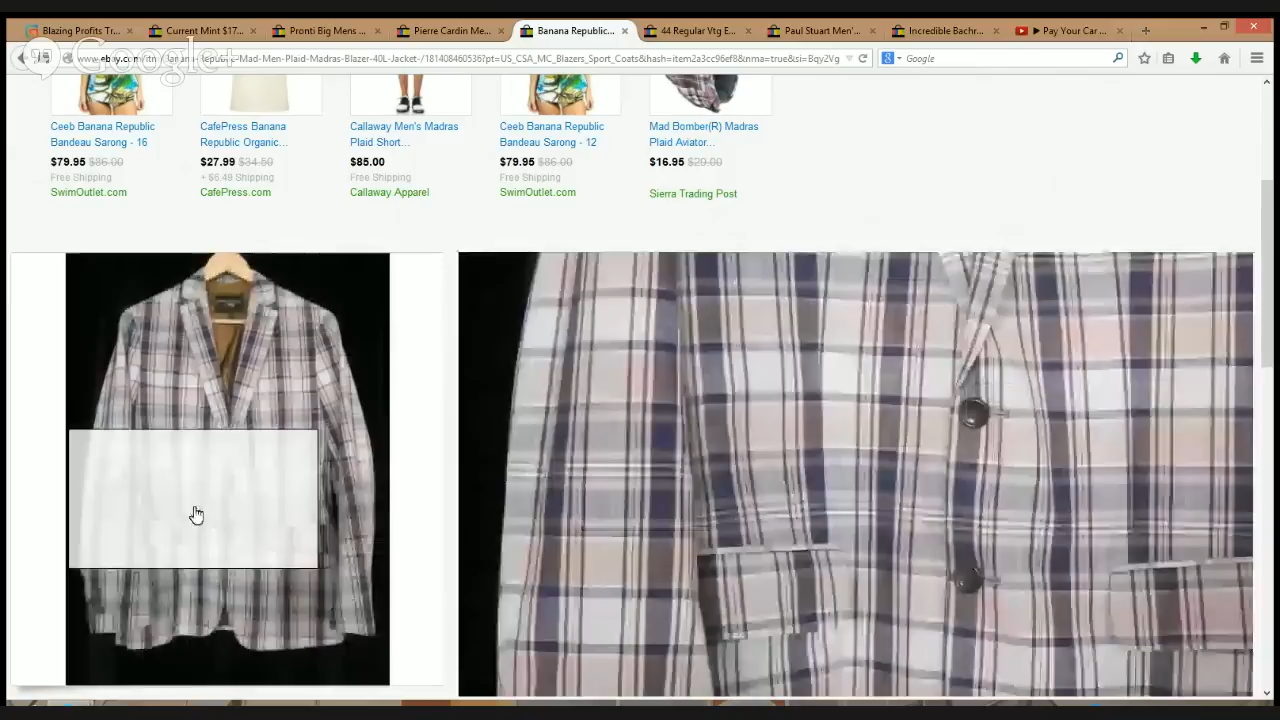 Blazing Profits Tr...
Current Mint $17...
Pronti Big Mens ...
Pierre Cardin Me...
Banana Republic...
44 Regular Vtg E...
Paul Stuart Men'...
Incredible Bachr...
▶ Pay Your Car ...
Google+
Republic-Mad-Men-Plaid-Madras-Blazer-40L-Jacket-/181408460536?pt=US_CSA_MC_Blazers_Sport_Coats&hash=item2a3cc96ef8&nma=true&si=Bqy2Vg
Google
Ceeb Banana Republic
Bandeau Sarong - 16
$79.95 $86.00
Free Shipping
SwimOutlet.com
CafePress Banana
Republic Organic...
$27.99 $34.50
+ $6.49 Shipping
CafePress.com
Callaway Men's Madras
Plaid Short...
$85.00
Free Shipping
Callaway Apparel
Ceeb Banana Republic
Bandeau Sarong - 12
$79.95 $86.00
Free Shipping
SwimOutlet.com
Mad Bomber(R) Madras
Plaid Aviator...
$16.95 $29.00
Sierra Trading Post